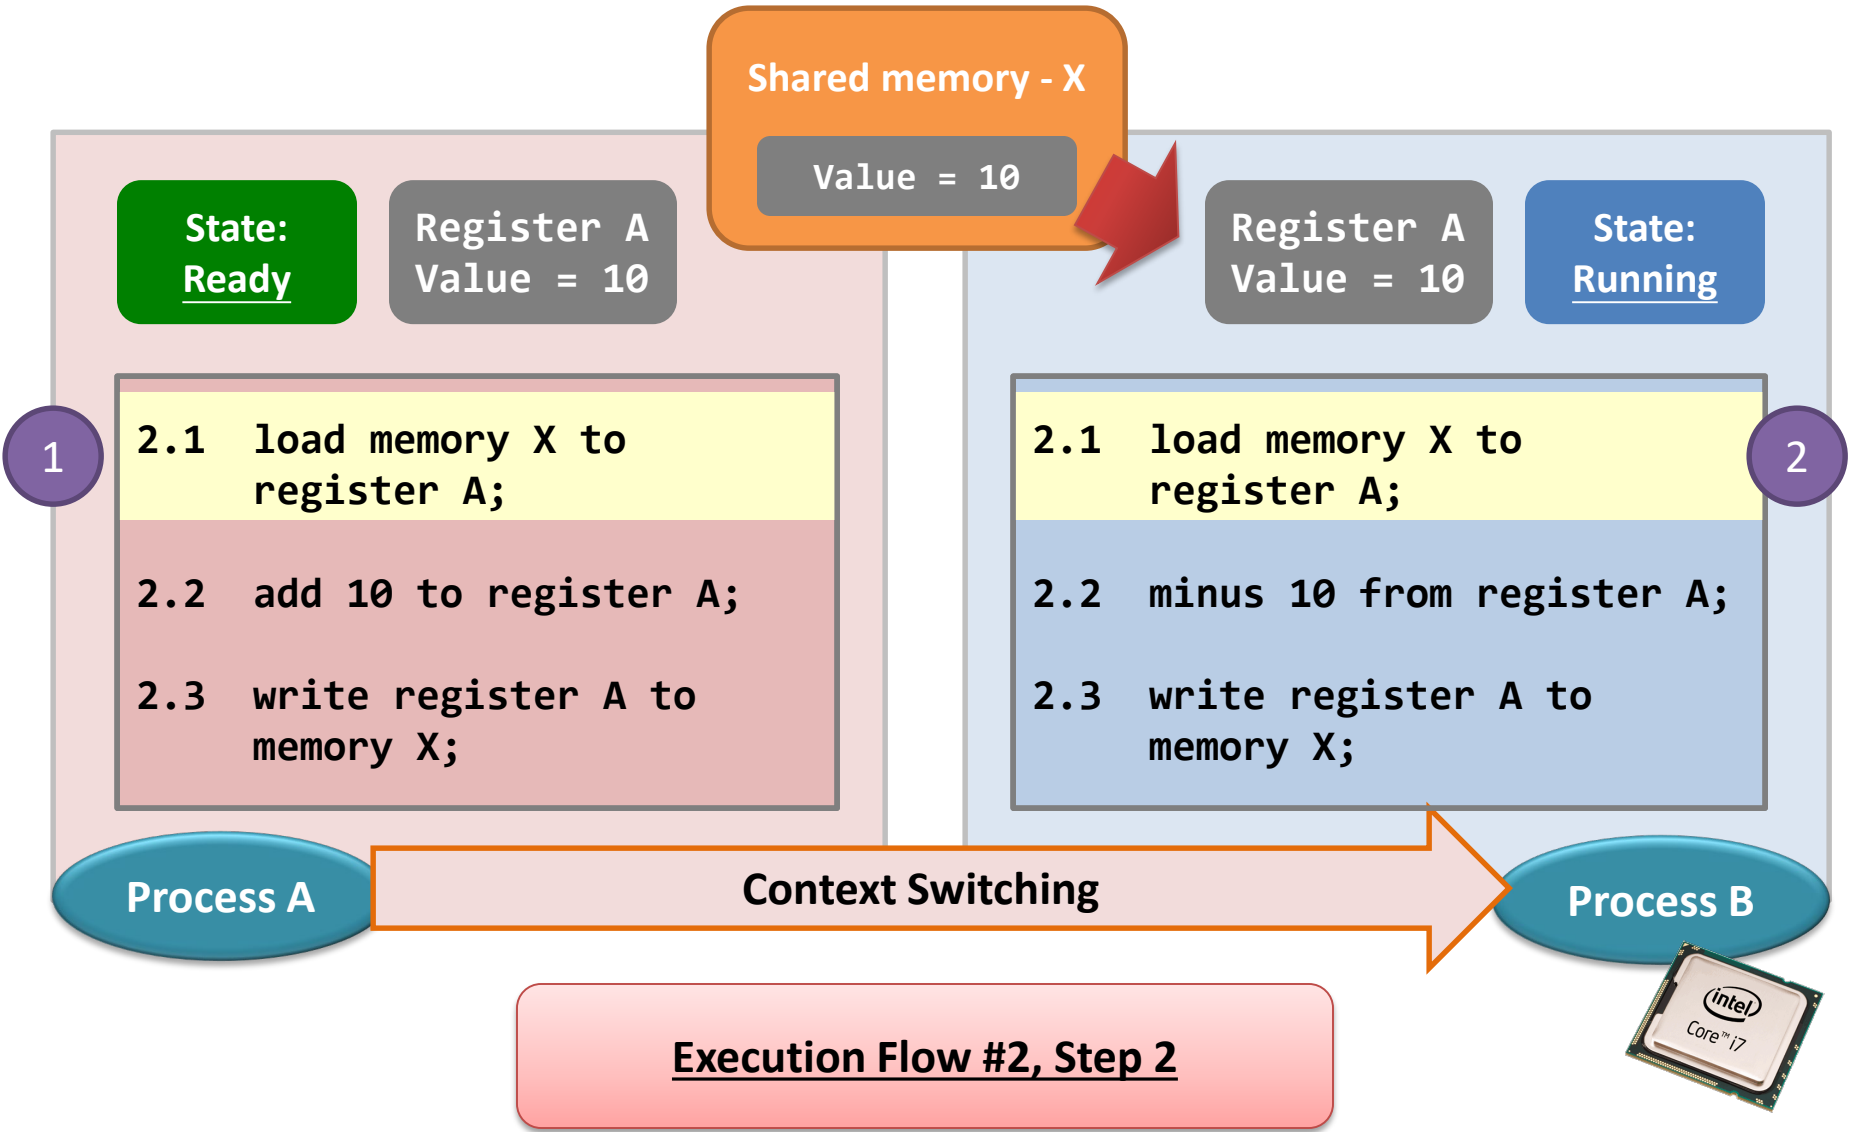 Shared memory - X
Value = 10
State:
Ready
Register A
Value = 10
Register A
Value = 10
State:
Running
1
2.1 load memory X to
register A;
2.2 add 10 to register A;
2.3 write register A to
memory X;
2.1 load memory X to
register A;
2.2 minus 10 from register A;
2.3 write register A to
memory X;
2
Process A
Context Switching
Process B
intel
Core™ i7
Execution Flow #2, Step 2